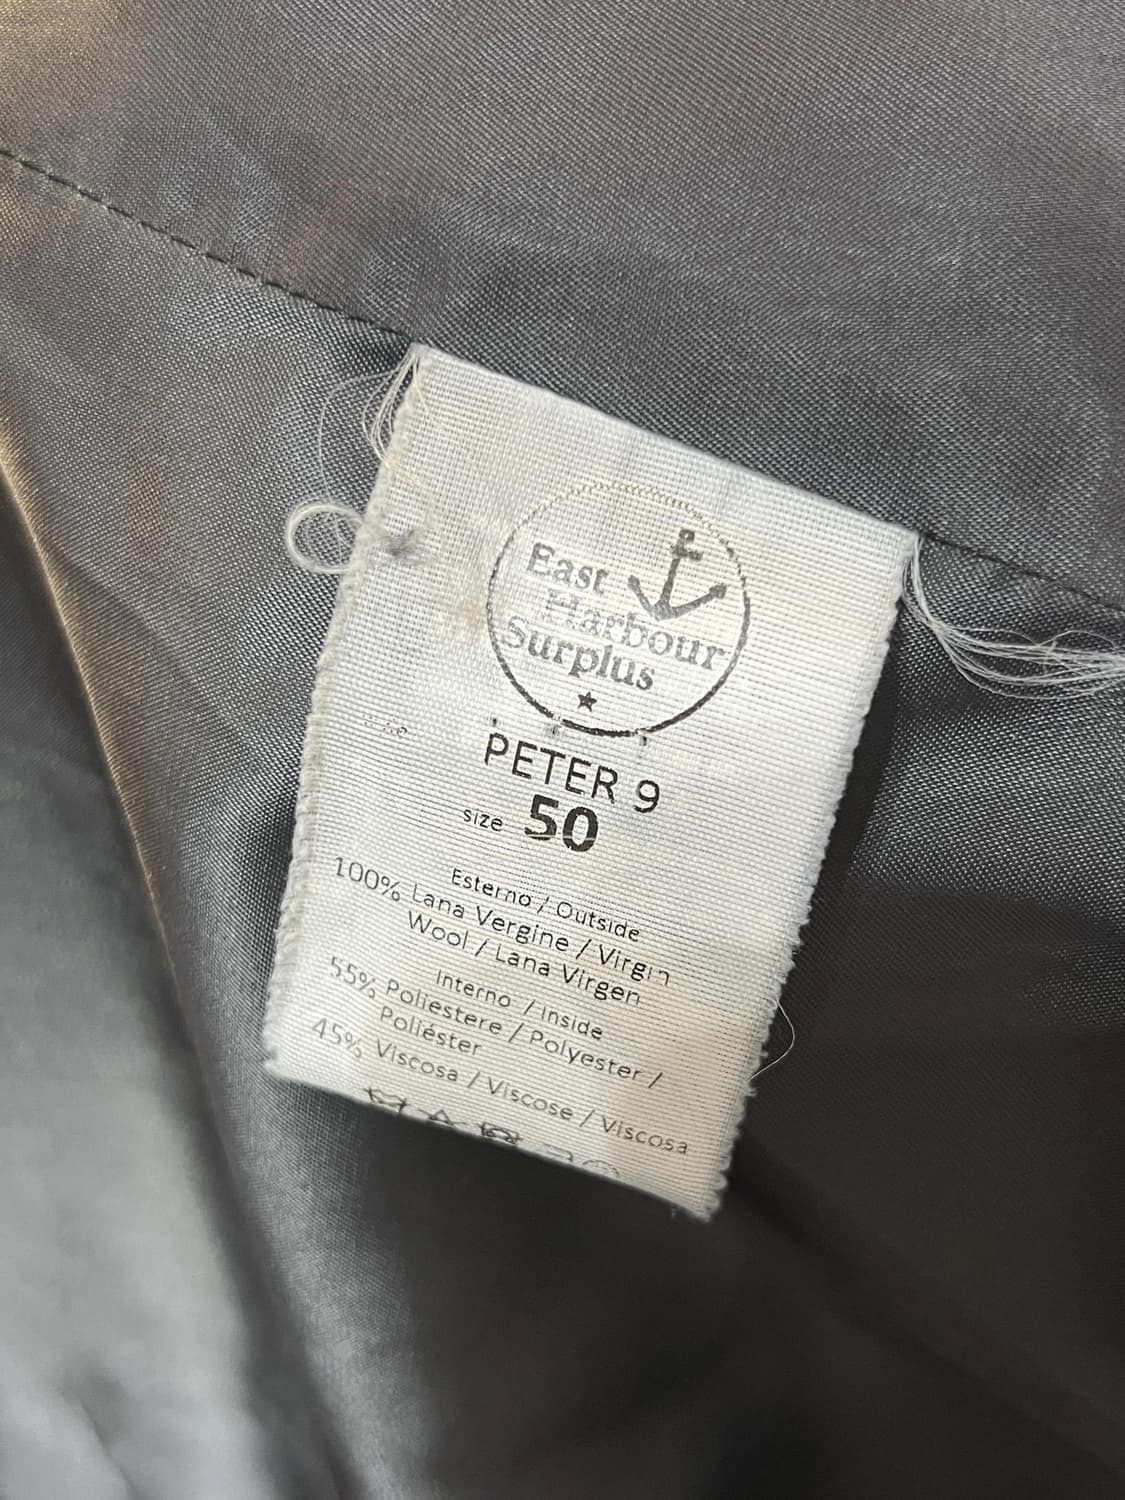 East
Harbour
Surplus
PETER 9
size 50
Esterno / Outside
100% Lana Vergine / Virgin
Wool / Lana Virgen
Interno / Inside
55% Poliestere / Polyester /
Poliéster
45% Viscosa / Viscose / Viscosa